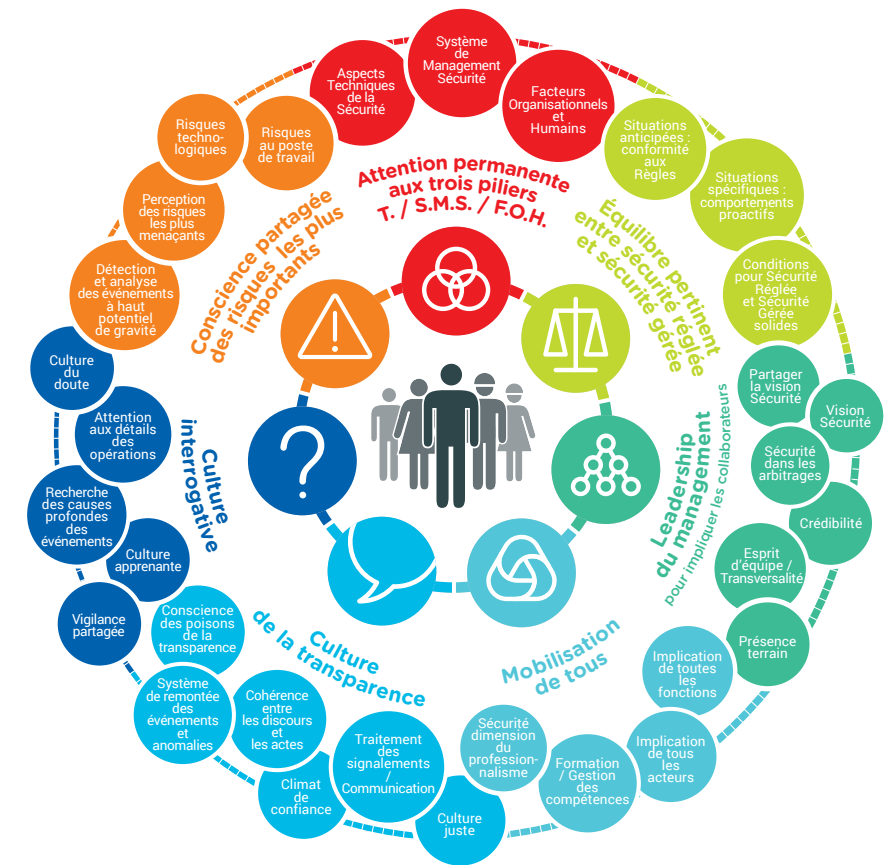 Système
de
Management
Sécurité
Aspects
Techniques
de la
Sécurité
Facteurs
Organisationnels
et
Humains
Attention permanente
aux trois piliers
T. / S.M.S. / F.O.H.
Situations
anticipées :
conformité
aux
Règles
Situations
spécifiques :
comportements
proactifs
Conditions
pour Sécurité
Réglée
et Sécurité
Gérée
solides
Équilibre pertinent
entre sécurité réglée
et sécurité gérée
Partager
la vision
Sécurité
Vision
Sécurité
Sécurité
dans les
arbitrages
Crédibilité
Esprit
d'équipe /
Transversalité
Présence
terrain
Leadership
du management
pour impliquer les collaborateurs
Implication
de toutes
les
fonctions
Implication
de tous
les
acteurs
Formation
/ Gestion
des
compétences
Sécurité
dimension
du
profession-
nalisme
Mobilisation
de tous
Culture
juste
Traitement
des
signalements
/
Communication
Climat
de
confiance
Cohérence
entre
les discours
et
les actes
Système
de remontée
des
événements
et
anomalies
Conscience
des poisons
de la
transparence
Culture
de la transparence
Vigilance
partagée
Culture
apprenante
Recherche
des causes
profondes
des
événements
Attention
aux détails
des
opérations
Culture
du
doute
Culture
interrogative
Détection
et analyse
des événements
à haut
potentiel
de gravité
Perception
des risques
les plus
menaçants
Risques
techno-
logiques
Risques
au poste
de travail
Conscience partagée
des risques les plus
importants
?